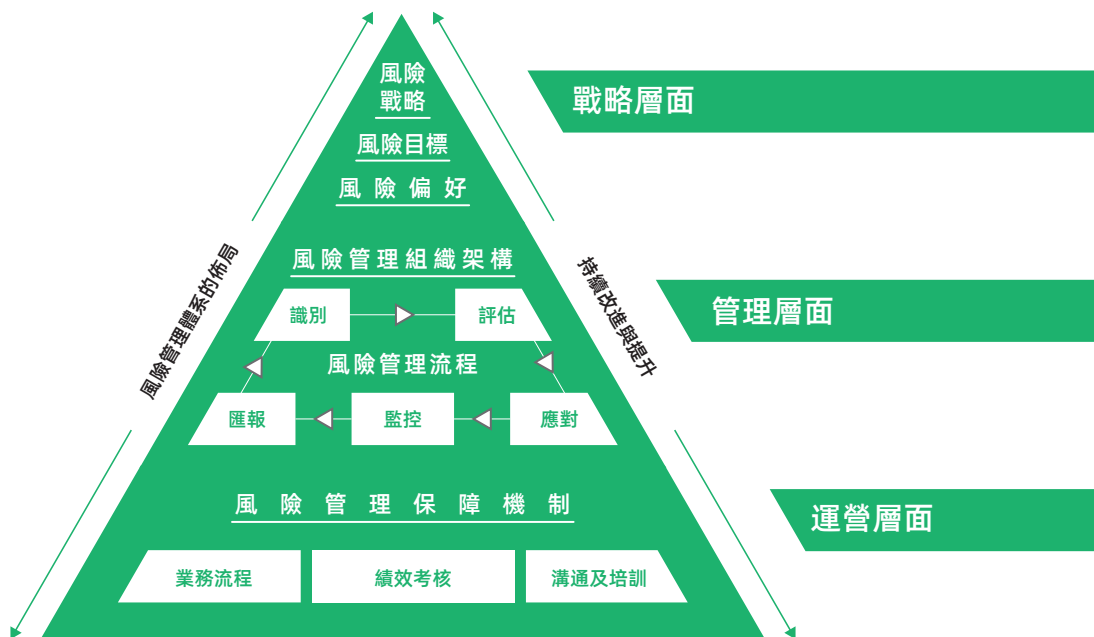 風險
戰略
風險目標
風險偏好
戰略層面
風險管理體系的佈局
持續改進與提升
風險管理組織架構
識別
評估
管理層面
風險管理流程
匯報
監控
應對
風險管理保障機制
運營層面
業務流程
績效考核
溝通及培訓